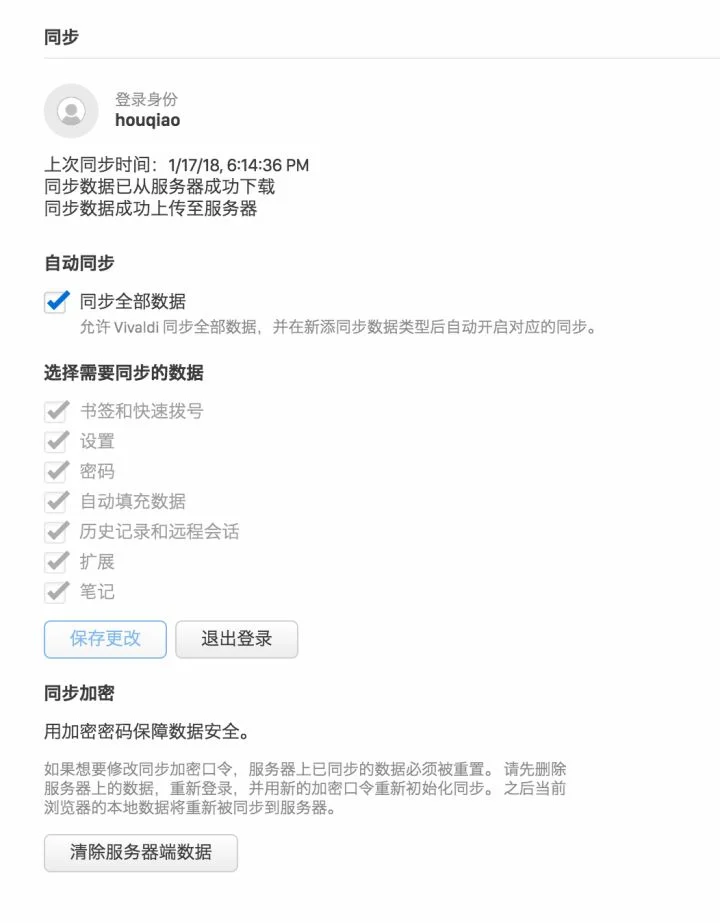 同步
登录身份
houqiao
上次同步时间：1/17/18, 6:14:36 PM
同步数据已从服务器成功下载
同步数据成功上传至服务器
自动同步
同步全部数据
允许 Vivaldi 同步全部数据，并在新添同步数据类型后自动开启对应的同步。
选择需要同步的数据
书签和快速拨号
设置
密码
自动填充数据
历史记录和远程会话
扩展
笔记
保存更改
退出登录
同步加密
用加密密码保障数据安全。
如果想要修改同步加密口令，服务器上已同步的数据必须被重置。 请先删除
服务器上的数据，重新登录，并用新的加密口令重新初始化同步。 之后当前
浏览器的本地数据将重新被同步到服务器。
清除服务器端数据